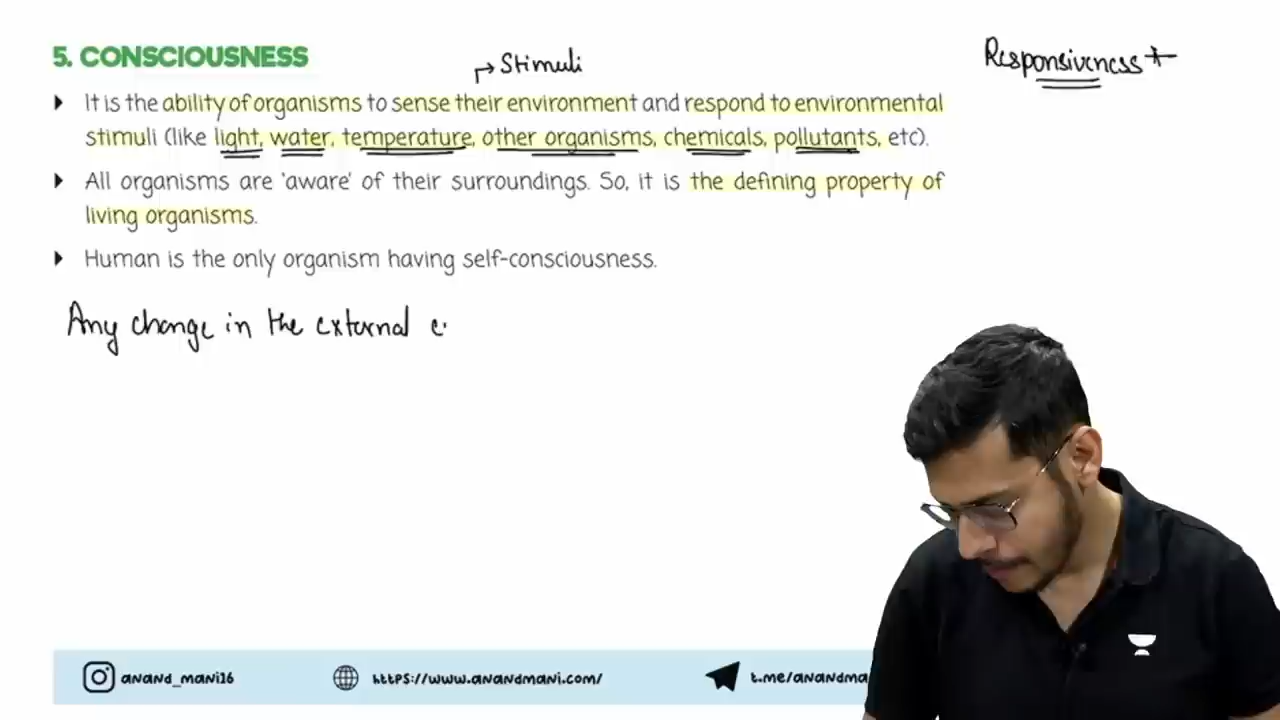 5. CONSCIOUSNESS
Stimuli
Responsiveness
It is the ability of organisms to sense their environment and respond to environmental
stimuli (like light, water, temperature, other organisms, chemicals, pollutants, etc).
All organisms are 'aware' of their surroundings. So, it is the defining property of
living organisms.
Human is the only organism having self-consciousness.
Any change in the external e
anand_mani16
https://www.anandmani.com/
t.me/anandma